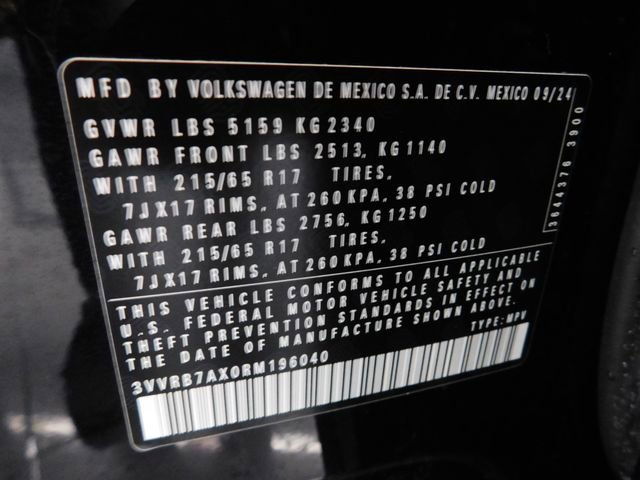 MFD BY VOLKSWAGEN DE MEXICO S.A. DE C.V. MEXICO 09/24
GVWR LBS 5159 KG 2340
GAWR FRONT LBS 2513, KG 1140
WITH 215/65 R17 TIRES,
7JX17 RIMS, AT 260 KPA, 38 PSI COLD
GAWR REAR LBS 2756, KG 1250
WITH 215/65 R17 TIRES,
7JX17 RIMS, AT 260 KPA, 38 PSI COLD
3644376 3900
THIS VEHICLE CONFORMS TO ALL APPLICABLE
U.S. FEDERAL MOTOR VEHICLE SAFETY AND
THEFT PREVENTION STANDARDS IN EFFECT ON
THE DATE OF MANUFACTURE SHOWN ABOVE.
3VVRB7AX0RM196040 TYPE: MPV